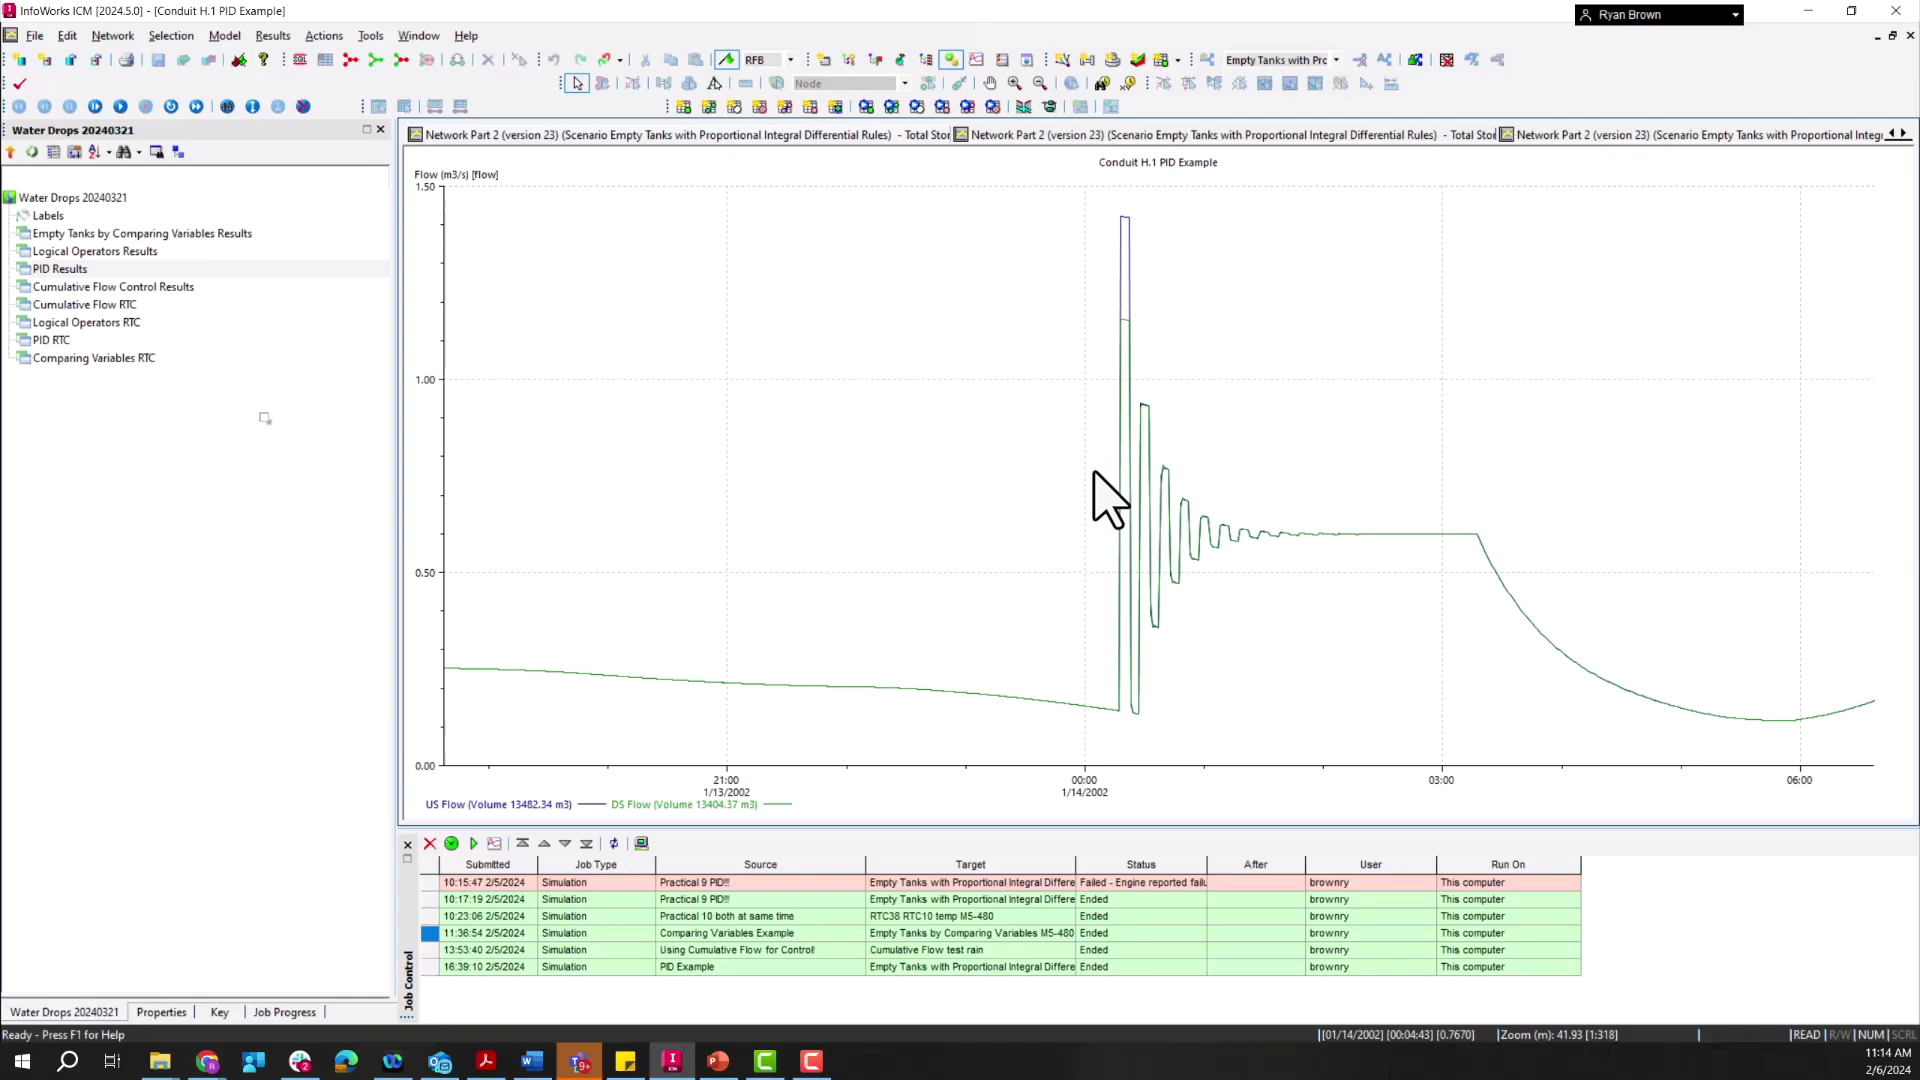 InfoWorks ICM [2024.5.0] - [Conduit H.1 PID Example]
Ryan Brown
File Edit Network Selection Model Results Actions Tools Window Help
SQL
RFB
Empty Tanks with Prc
Node
Water Drops 20240321
Water Drops 20240321
Labels
Empty Tanks by Comparing Variables Results
Logical Operators Results
PID Results
Cumulative Flow Control Results
Cumulative Flow RTC
Logical Operators RTC
PID RTC
Comparing Variables RTC
Network Part 2 (version 23) (Scenario Empty Tanks with Proportional Integral Differential Rules) - Total Stor
Network Part 2 (version 23) (Scenario Empty Tanks with Proportional Integral Differential Rules) - Total Stor
Network Part 2 (version 23) (Scenario Empty Tanks with Proportional Integr
Conduit H.1 PID Example
Flow (m3/s) [flow]
1.50
1.00
0.50
0.00
21:00
1/13/2002
00:00
1/14/2002
03:00
06:00
US Flow (Volume 13482.34 m3)
DS Flow (Volume 13404.37 m3)
Job Control
Submitted Job Type Source Target Status After User Run On
10:15:47 2/5/2024 Simulation Practical 9 PID!!! Empty Tanks with Proportional Integral Differe Failed - Engine reported failu brownry This computer
10:17:19 2/5/2024 Simulation Practical 9 PID!!! Empty Tanks with Proportional Integral Differe Ended brownry This computer
10:23:06 2/5/2024 Simulation Practical 10 both at same time RTC38 RTC10 temp M5-480 Ended brownry This computer
11:36:54 2/5/2024 Simulation Comparing Variables Example Empty Tanks by Comparing Variables M5-480 Ended brownry This computer
13:53:40 2/5/2024 Simulation Using Cumulative Flow for Control! Cumulative Flow test rain Ended brownry This computer
16:39:10 2/5/2024 Simulation PID Example Empty Tanks with Proportional Integral Differe Ended brownry This computer
Water Drops 20240321 Properties Key Job Progress
Ready - Press F1 for Help
[01/14/2002] [00:04:43] [0.7670]
Zoom (m): 41.93 [1:318]
READ R/W NUM SCRL
11:14 AM
2/6/2024